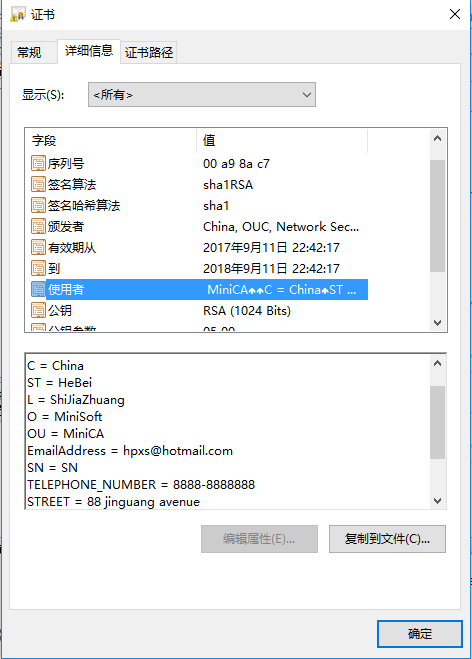 证书
常规 详细信息 证书路径
显示(S): <所有>
字段 值
序列号 00 a9 8a c7
签名算法 sha1RSA
签名哈希算法 sha1
颁发者 China, OUC, Network Sec...
有效期从 2017年9月11日 22:42:17
到 2018年9月11日 22:42:17
使用者 MiniCA♠♠C = China♠ST ...
公钥 RSA (1024 Bits)
公钥参数 05 00
C = China
ST = HeBei
L = ShiJiaZhuang
O = MiniSoft
OU = MiniCA
EmailAddress = hpxs@hotmail.com
SN = SN
TELEPHONE_NUMBER = 8888-8888888
STREET = 88 jinguang avenue
编辑属性(E)... 复制到文件(C)...
确定